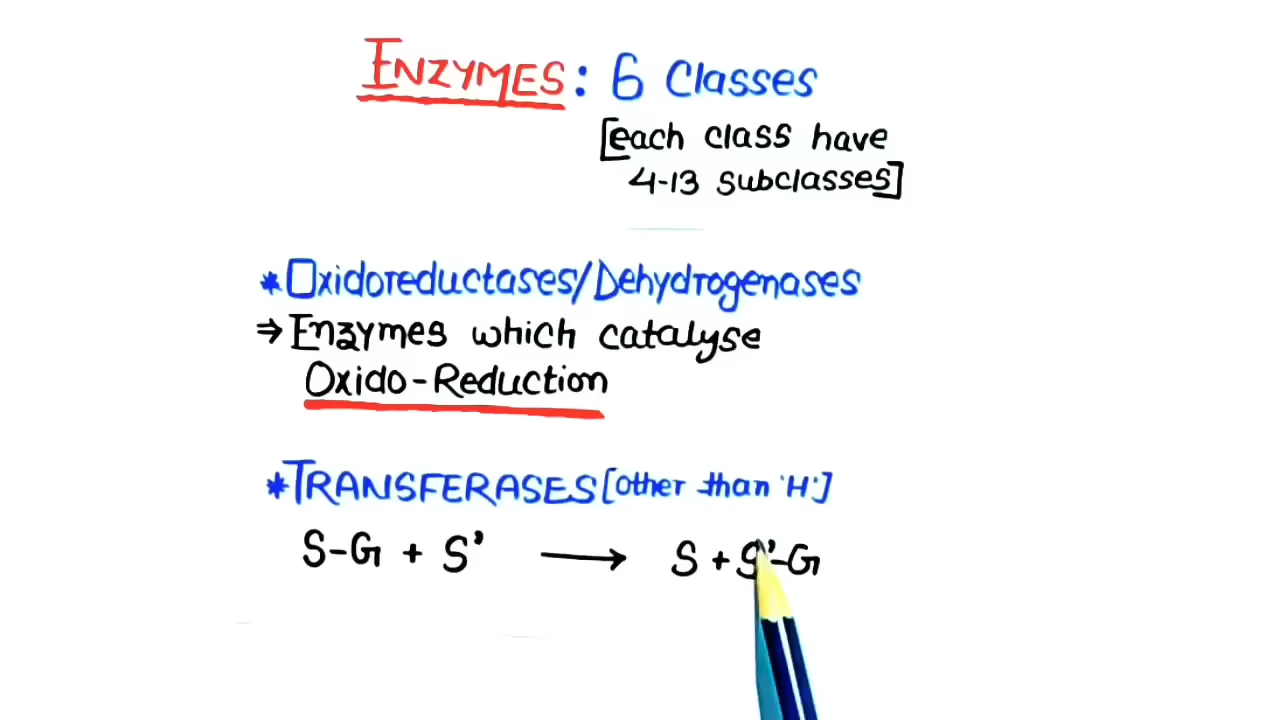 ENZYMES: 6 Classes
[each class have
4-13 subclasses]
*Oxidoreductases/Dehydrogenases
⇒ Enzymes which catalyse
Oxido-Reduction
*TRANSFERASES [other than 'H']
S-G + S' ⟶ S + S'-G